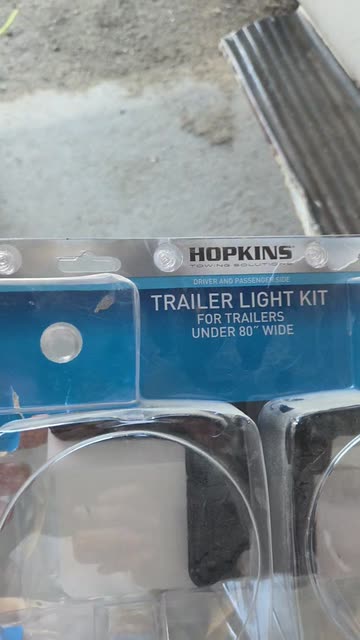 HOPKINS
TOWING SOLUTIONS
DRIVER AND PASSENGER SIDE
TRAILER LIGHT KIT
FOR TRAILERS
UNDER 80" WIDE